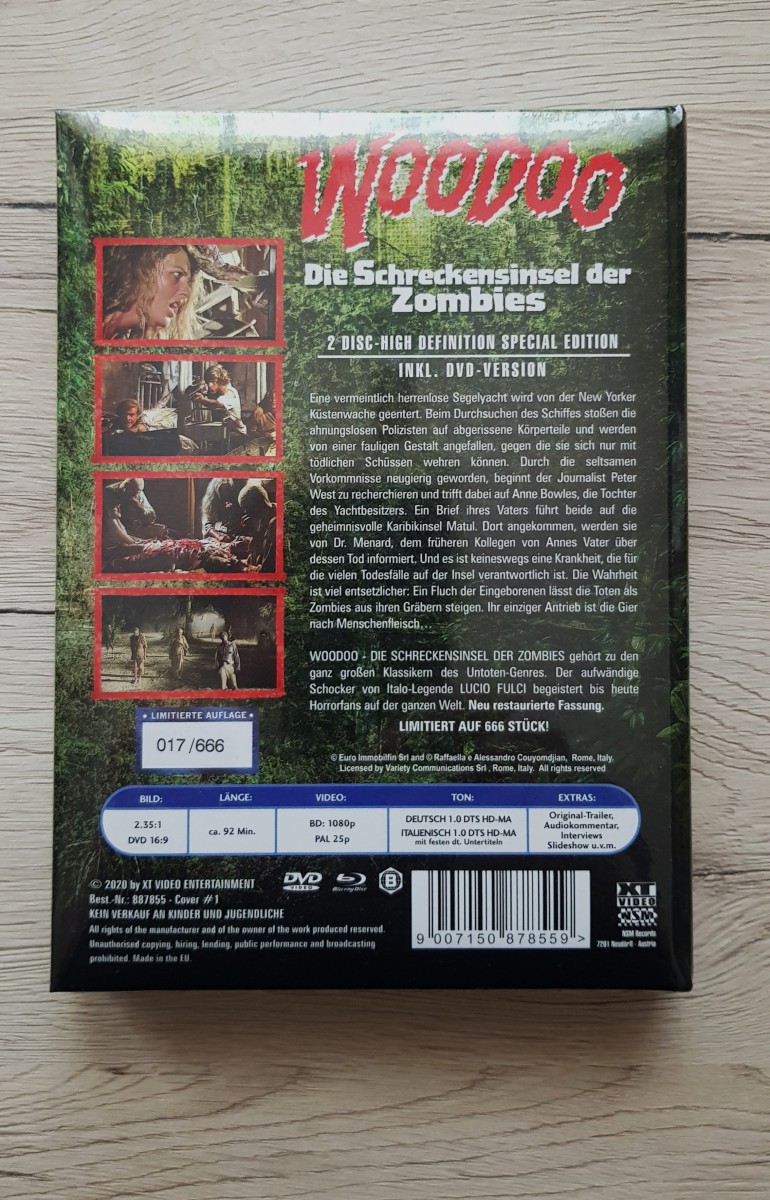 WOODOO
Die Schreckensinsel der
Zombies
2 DISC-HIGH DEFINITION SPECIAL EDITION
INKL. DVD-VERSION
Eine vermeintlich herrenlose Segelyacht wird von der New Yorker
Küstenwache geentert. Beim Durchsuchen des Schiffes stoßen die
ahnungslosen Polizisten auf abgerissene Körperteile und werden
von einer fauligen Gestalt angefallen, gegen die sie sich nur mit
tödlichen Schüssen wehren können. Durch die seltsamen
Vorkommnisse neugierig geworden, beginnt der Journalist Peter
West zu recherchieren und trifft dabei auf Anne Bowles, die Tochter
des Yachtbesitzers. Ein Brief ihres Vaters führt beide auf die
geheimnisvolle Karibikinsel Matul. Dort angekommen, werden sie
von Dr. Menard, dem früheren Kollegen von Annes Vater über
dessen Tod informiert. Und es ist keineswegs eine Krankheit, die für
die vielen Todesfälle auf der Insel verantwortlich ist. Die Wahrheit
ist viel entsetzlicher: Ein Fluch der Eingeborenen lässt die Toten als
Zombies aus ihren Gräbern steigen. Ihr einziger Antrieb ist die Gier
nach Menschenfleisch…
WOODOO - DIE SCHRECKENSINSEL DER ZOMBIES gehört zu den
ganz großen Klassikern des Untoten-Genres. Der aufwändige
Schocker von Italo-Legende LUCIO FULCI begeistert bis heute
Horrorfans auf der ganzen Welt. Neu restaurierte Fassung.
LIMITIERT AUF 666 STÜCK!
• LIMITIERTE AUFLAGE •
017/666
© Euro Immobilfin Srl and © Raffaella e Alessandro Couyomdjian, Rome, Italy.
Licensed by Variety Communications Srl , Rome, Italy. All rights reserved
BILD: LÄNGE: VIDEO: TON: EXTRAS:
2.35:1
DVD 16:9
ca. 92 Min.
BD: 1080p
PAL 25p
DEUTSCH 1.0 DTS HD-MA
ITALIENISCH 1.0 DTS HD-MA
mit festen dt. Untertiteln
Original-Trailer,
Audiokommentar,
Interviews
Slideshow u.v.m.
© 2020 by XT VIDEO ENTERTAINMENT
Best.-Nr.: 887855 - Cover #1
KEIN VERKAUF AN KINDER UND JUGENDLICHE
All rights of the manufacturer and of the owner of the work produced reserved.
Unauthorised copying, hiring, lending, public performance and broadcasting
prohibited. Made in the EU.
DVD
VIDEO
Blu-ray Disc
B
9 007150 878559 >
XT
VIDEO
NSM
NSM Records
7291 Neudörfl - Austria